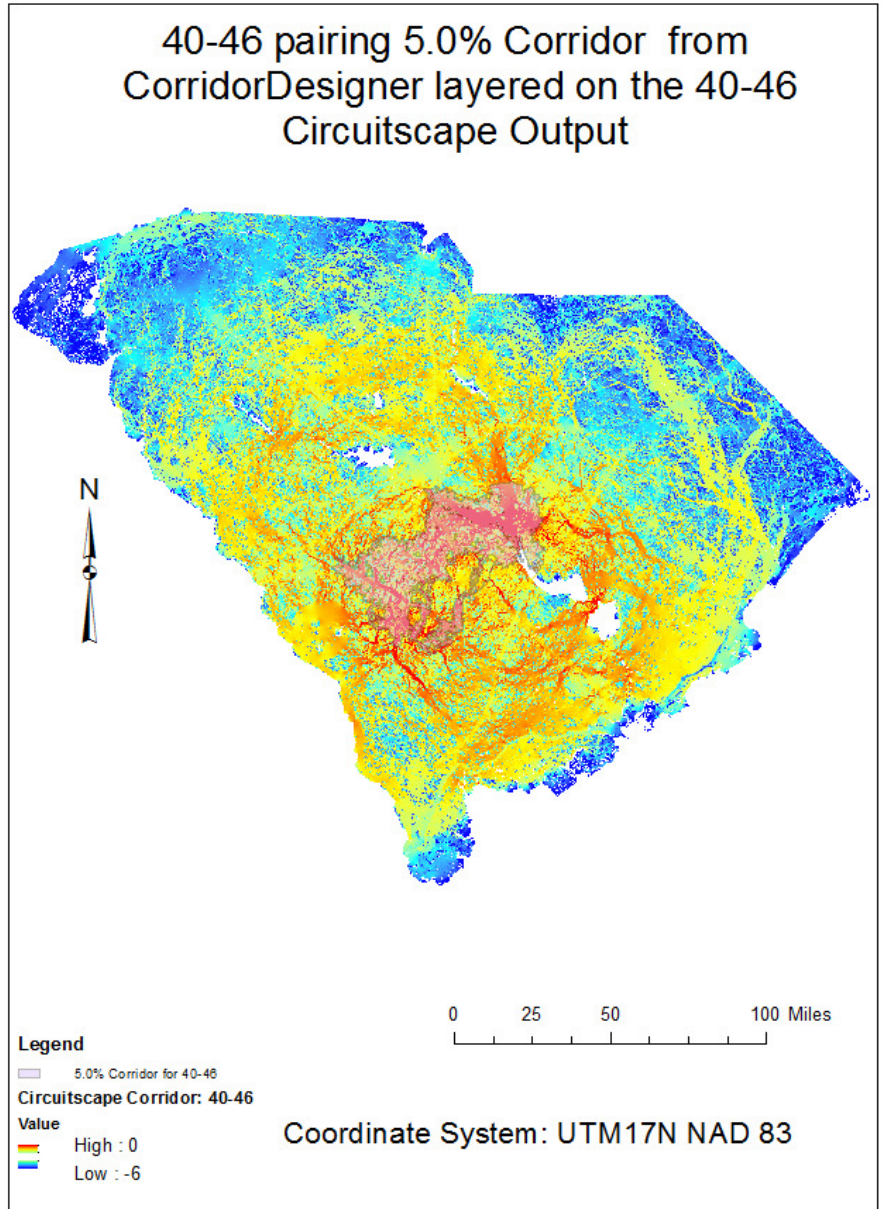 40-46 pairing 5.0% Corridor from
CorridorDesigner layered on the 40-46
Circuitscape Output
N
0 25 50 100 Miles
Legend
5.0% Corridor for 40-46
Circuitscape Corridor: 40-46
Value
High : 0
Low : -6
Coordinate System: UTM17N NAD 83